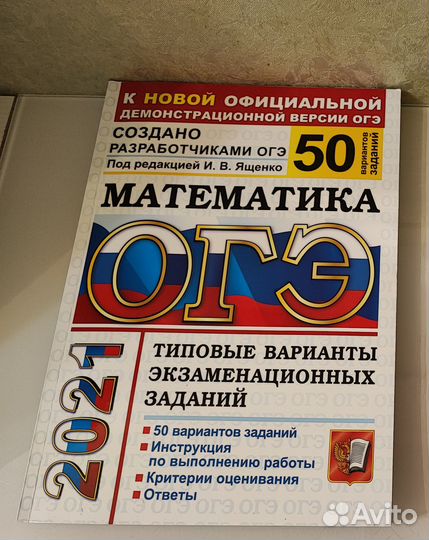 К НОВОЙ ОФИЦИАЛЬНОЙ
ДЕМОНСТРАЦИОННОЙ ВЕРСИИ ОГЭ
СОЗДАНО
РАЗРАБОТЧИКАМИ ОГЭ
Под редакцией И. В. Ященко
50
вариантов
заданий
МАТЕМАТИКА
ОГЭ
2021
ТИПОВЫЕ ВАРИАНТЫ
ЭКЗАМЕНАЦИОННЫХ
ЗАДАНИЙ
▪ 50 вариантов заданий
▪ Инструкция
по выполнению работы
▪ Критерии оценивания
▪ Ответы
Avito